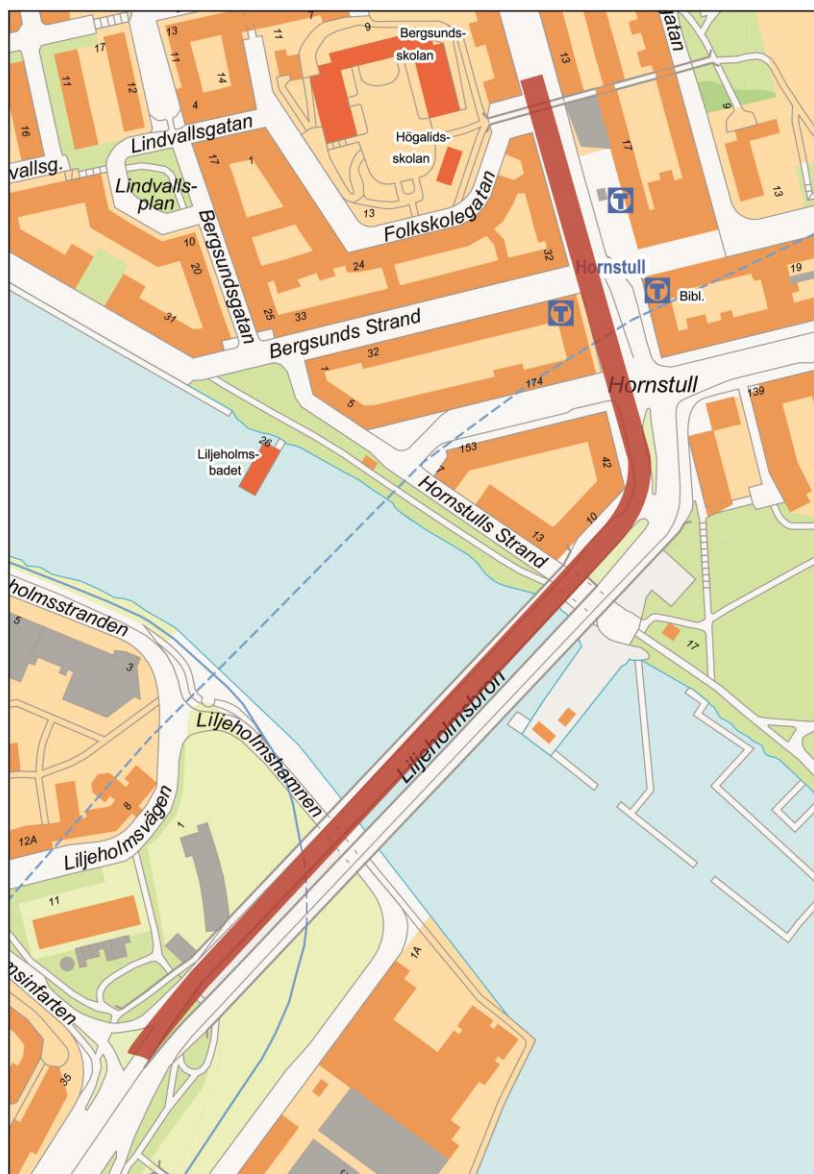 Bergsunds-
skolan
Högalids-
skolan
7
9
13
11
13
17
11
14
11
12
4
16
Lindvallsgatan
vallsg.
Lindvalls-
plan
17
1
13
Folkskolegatan
Bergsundsgatan
10
20
31
24
32
25
33
Bergsunds Strand
32
1
5
174
13
17
9
13
gatan
T
Hornstull
T
T
Bibl.
19
Hornstull
139
26
Liljeholms-
badet
153
7
42
13
10
Hornstulls Strand
17
holmsstranden
5
3
Liljeholmshamnen
Liljeholmsbron
8
12A
Liljeholmsvägen
1
11
1A
msinfarten
35